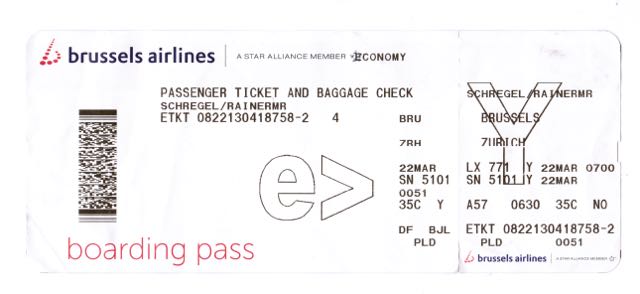 brussels airlines A STAR ALLIANCE MEMBER ECONOMY
PASSENGER TICKET AND BAGGAGE CHECK
SCHREGEL/RAINERMR
ETKT 0822130418758-2 4 BRU
ZRH
22MAR
SN 5101
0051
35C Y
DF BJL
PLD
e>
boarding pass
Y
SCHREGEL/RAINERMR
BRUSSELS
ZURICH
LX 771 Y 22MAR 0700
SN 5101 Y 22MAR
A57 0630 35C NO
ETKT 0822130418758-2
PLD 0051
brussels airlines A STAR ALLIANCE MEMBER